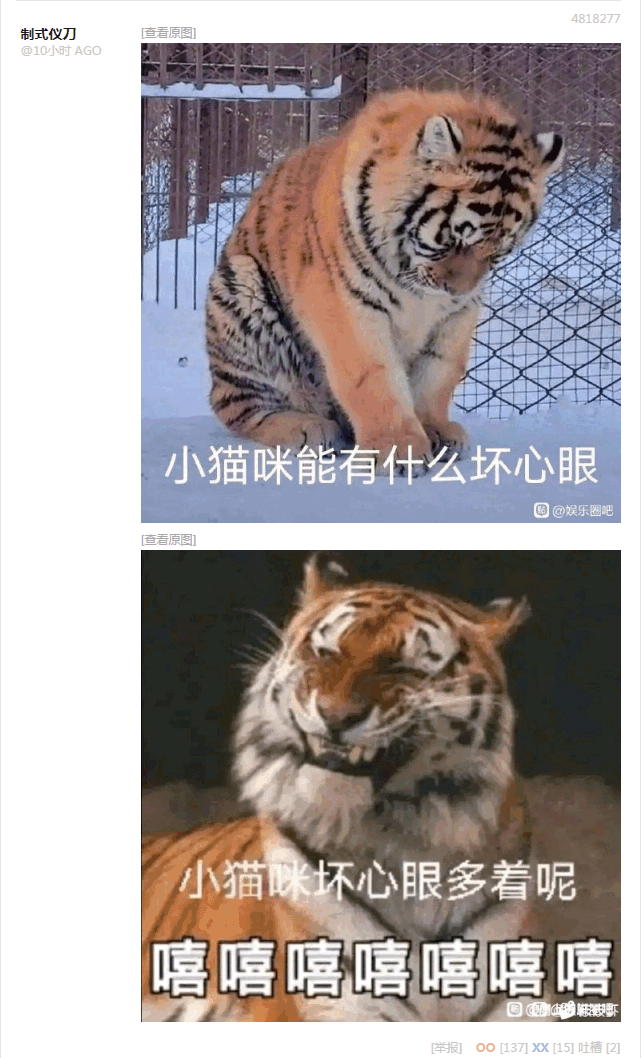 4818277
制式仪刀
@10小时 AGO
[查看原图]
小猫咪能有什么坏心眼
@娱乐圈吧
[查看原图]
小猫咪坏心眼多着呢
嘻嘻嘻嘻嘻嘻嘻
[举报] OO [137] XX [15] 吐槽 [2]